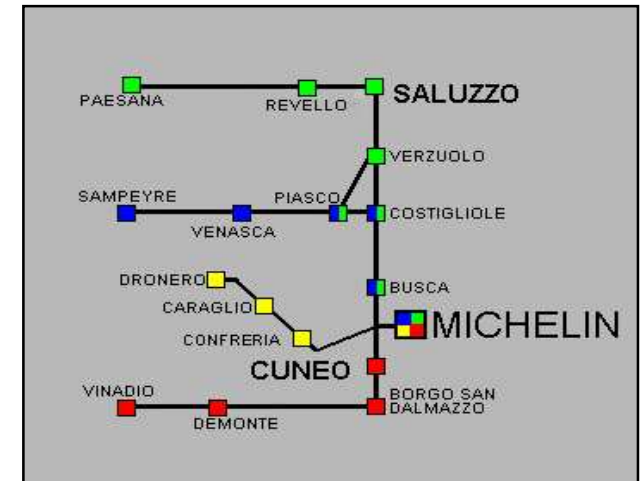 PAESANA
REVELLO
SALUZZO
VERZUOLO
SAMPEYRE
PIASCO
COSTIGLIOLE
VENASCA
DRONERO
BUSCA
CARAGLIO
MICHELIN
CONFRERIA
CUNEO
VINADIO
BORGO SAN
DALMAZZO
DEMONTE